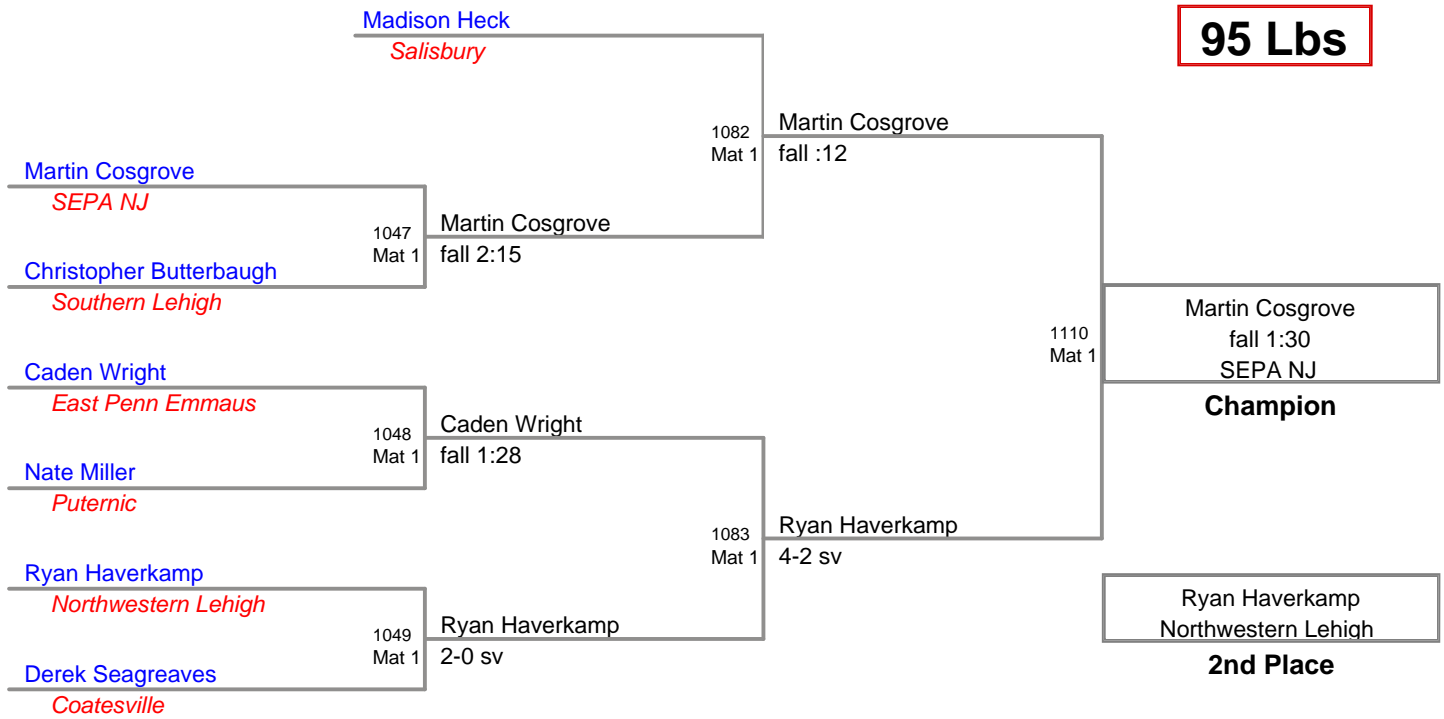 Madison Heck
Salisbury
95 Lbs
1082
Mat 1
Martin Cosgrove
fall :12
Martin Cosgrove
SEPA NJ
1047
Mat 1
Martin Cosgrove
fall 2:15
Christopher Butterbaugh
Southern Lehigh
1110
Mat 1
Martin Cosgrove
fall 1:30
SEPA NJ
Champion
Caden Wright
East Penn Emmaus
1048
Mat 1
Caden Wright
fall 1:28
Nate Miller
Puternic
1083
Mat 1
Ryan Haverkamp
4-2 sv
Ryan Haverkamp
Northwestern Lehigh
1049
Mat 1
Ryan Haverkamp
2-0 sv
Ryan Haverkamp
Northwestern Lehigh
2nd Place
Derek Seagreaves
Coatesville